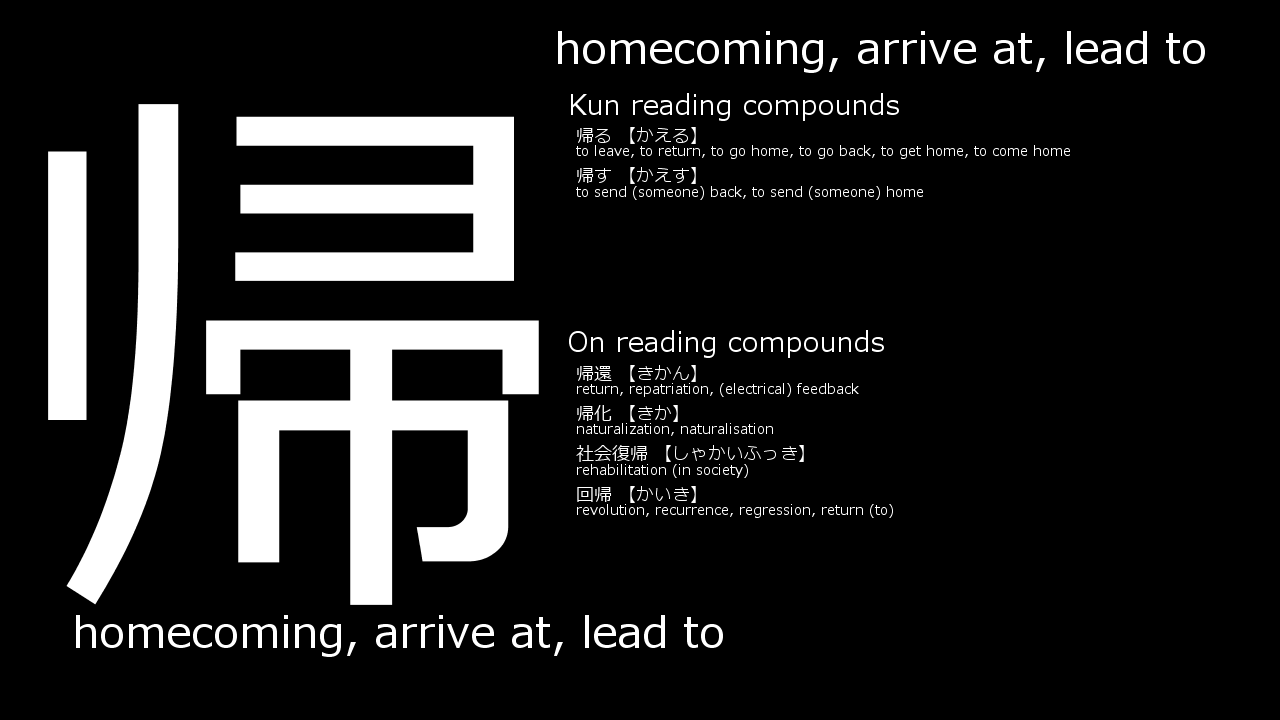 帰
homecoming, arrive at, lead to
homecoming, arrive at, lead to
Kun reading compounds
帰る 【かえる】
to leave, to return, to go home, to go back, to get home, to come home
帰す 【かえす】
to send (someone) back, to send (someone) home
On reading compounds
帰還 【きかん】
return, repatriation, (electrical) feedback
帰化 【きか】
naturalization, naturalisation
社会復帰 【しゃかいふっき】
rehabilitation (in society)
回帰 【かいき】
revolution, recurrence, regression, return (to)